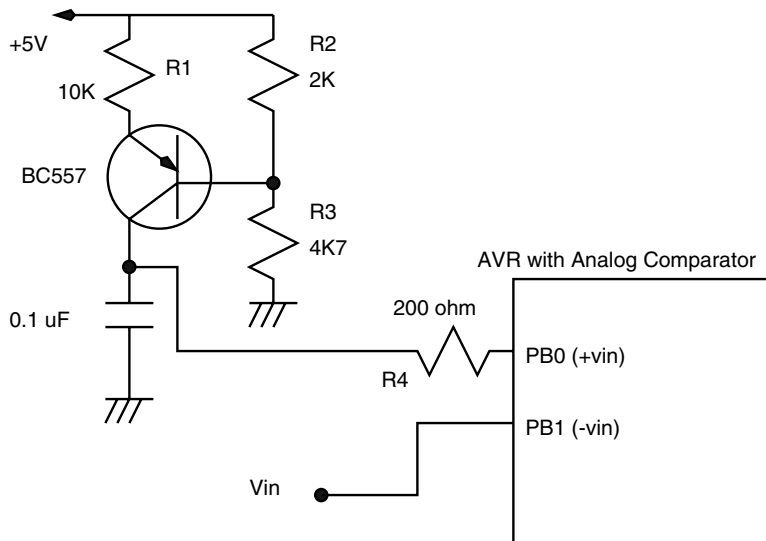 +5V
R1
10K
R2
2K
BC557
R3
4K7
AVR with Analog Comparator
0.1 uF
200 ohm
R4
PB0 (+vin)
PB1 (-vin)
Vin